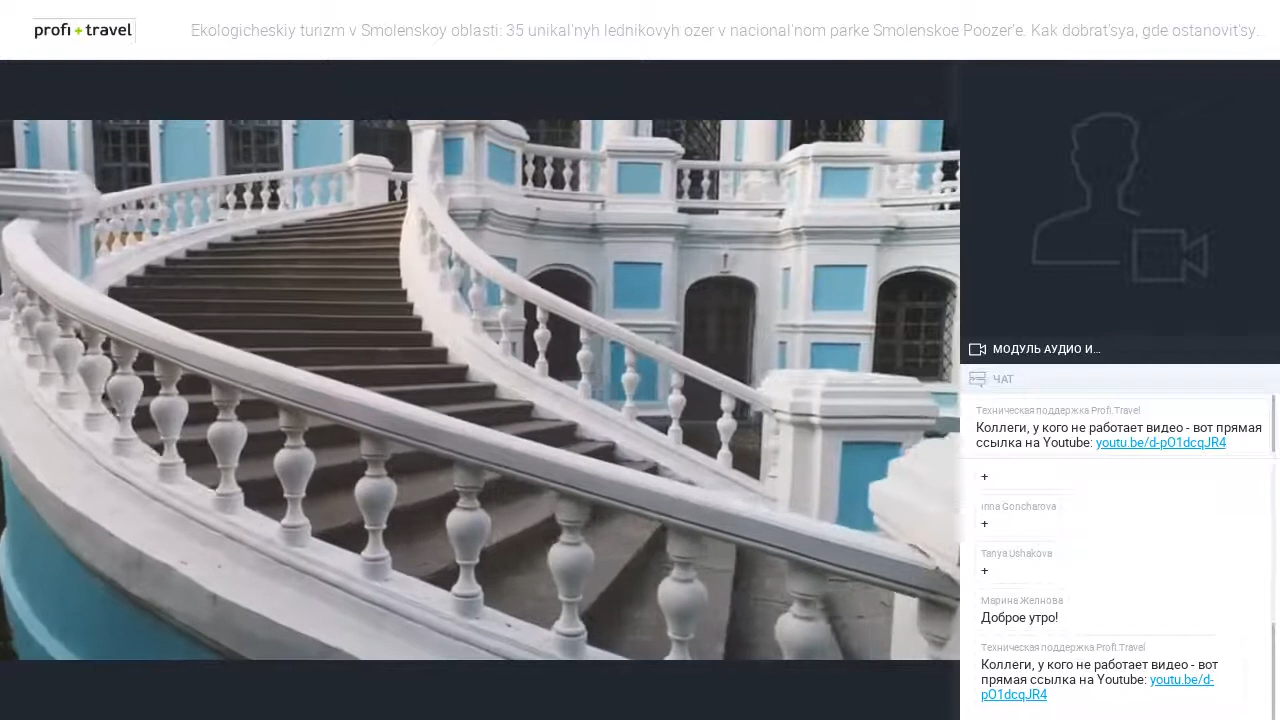 profi + travel
Ekologicheskiy turizm v Smolenskoy oblasti: 35 unikal'nyh lednikovyh ozer v nacional'nom parke Smolenskoe Poozer'e. Kak dobrat'sya, gde ostanovit'sy...
МОДУЛЬ АУДИО И...
ЧАТ
Техническая поддержка Profi.Travel
Коллеги, у кого не работает видео - вот прямая
ссылка на Youtube: youtu.be/d-pO1dcqJR4
+
Inna Goncharova
+
Tanya Ushakova
+
Марина Желнова
Доброе утро!
Техническая поддержка Profi.Travel
Коллеги, у кого не работает видео - вот
прямая ссылка на Youtube: youtu.be/d-
pO1dcqJR4